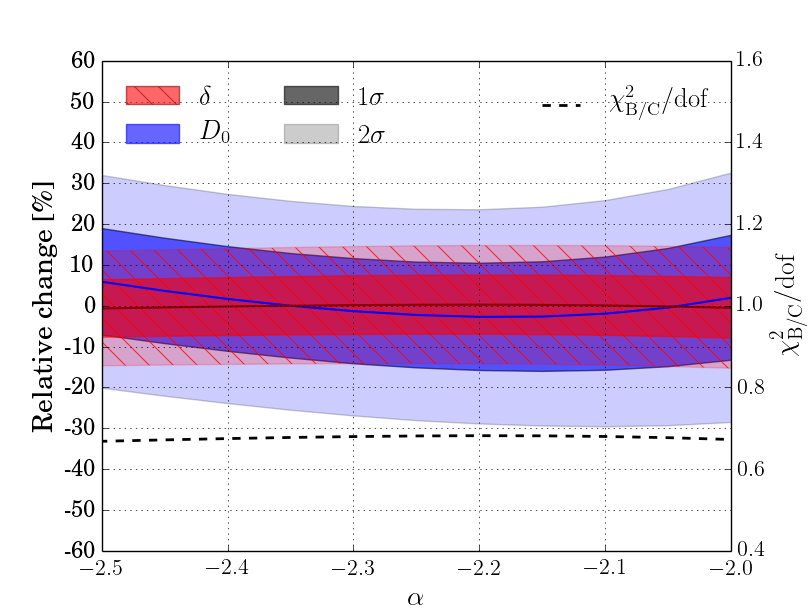 60 1.6
δ 1σ χ²_B/C/dof
50
D₀ 2σ
40 1.4
30
20 1.2
10
0 1.0
-10
-20 0.8
-30
-40 0.6
-50
-60 0.4
−2.5 −2.4 −2.3 −2.2 −2.1 −2.0
α
Relative change [%]
χ²_B/C/dof